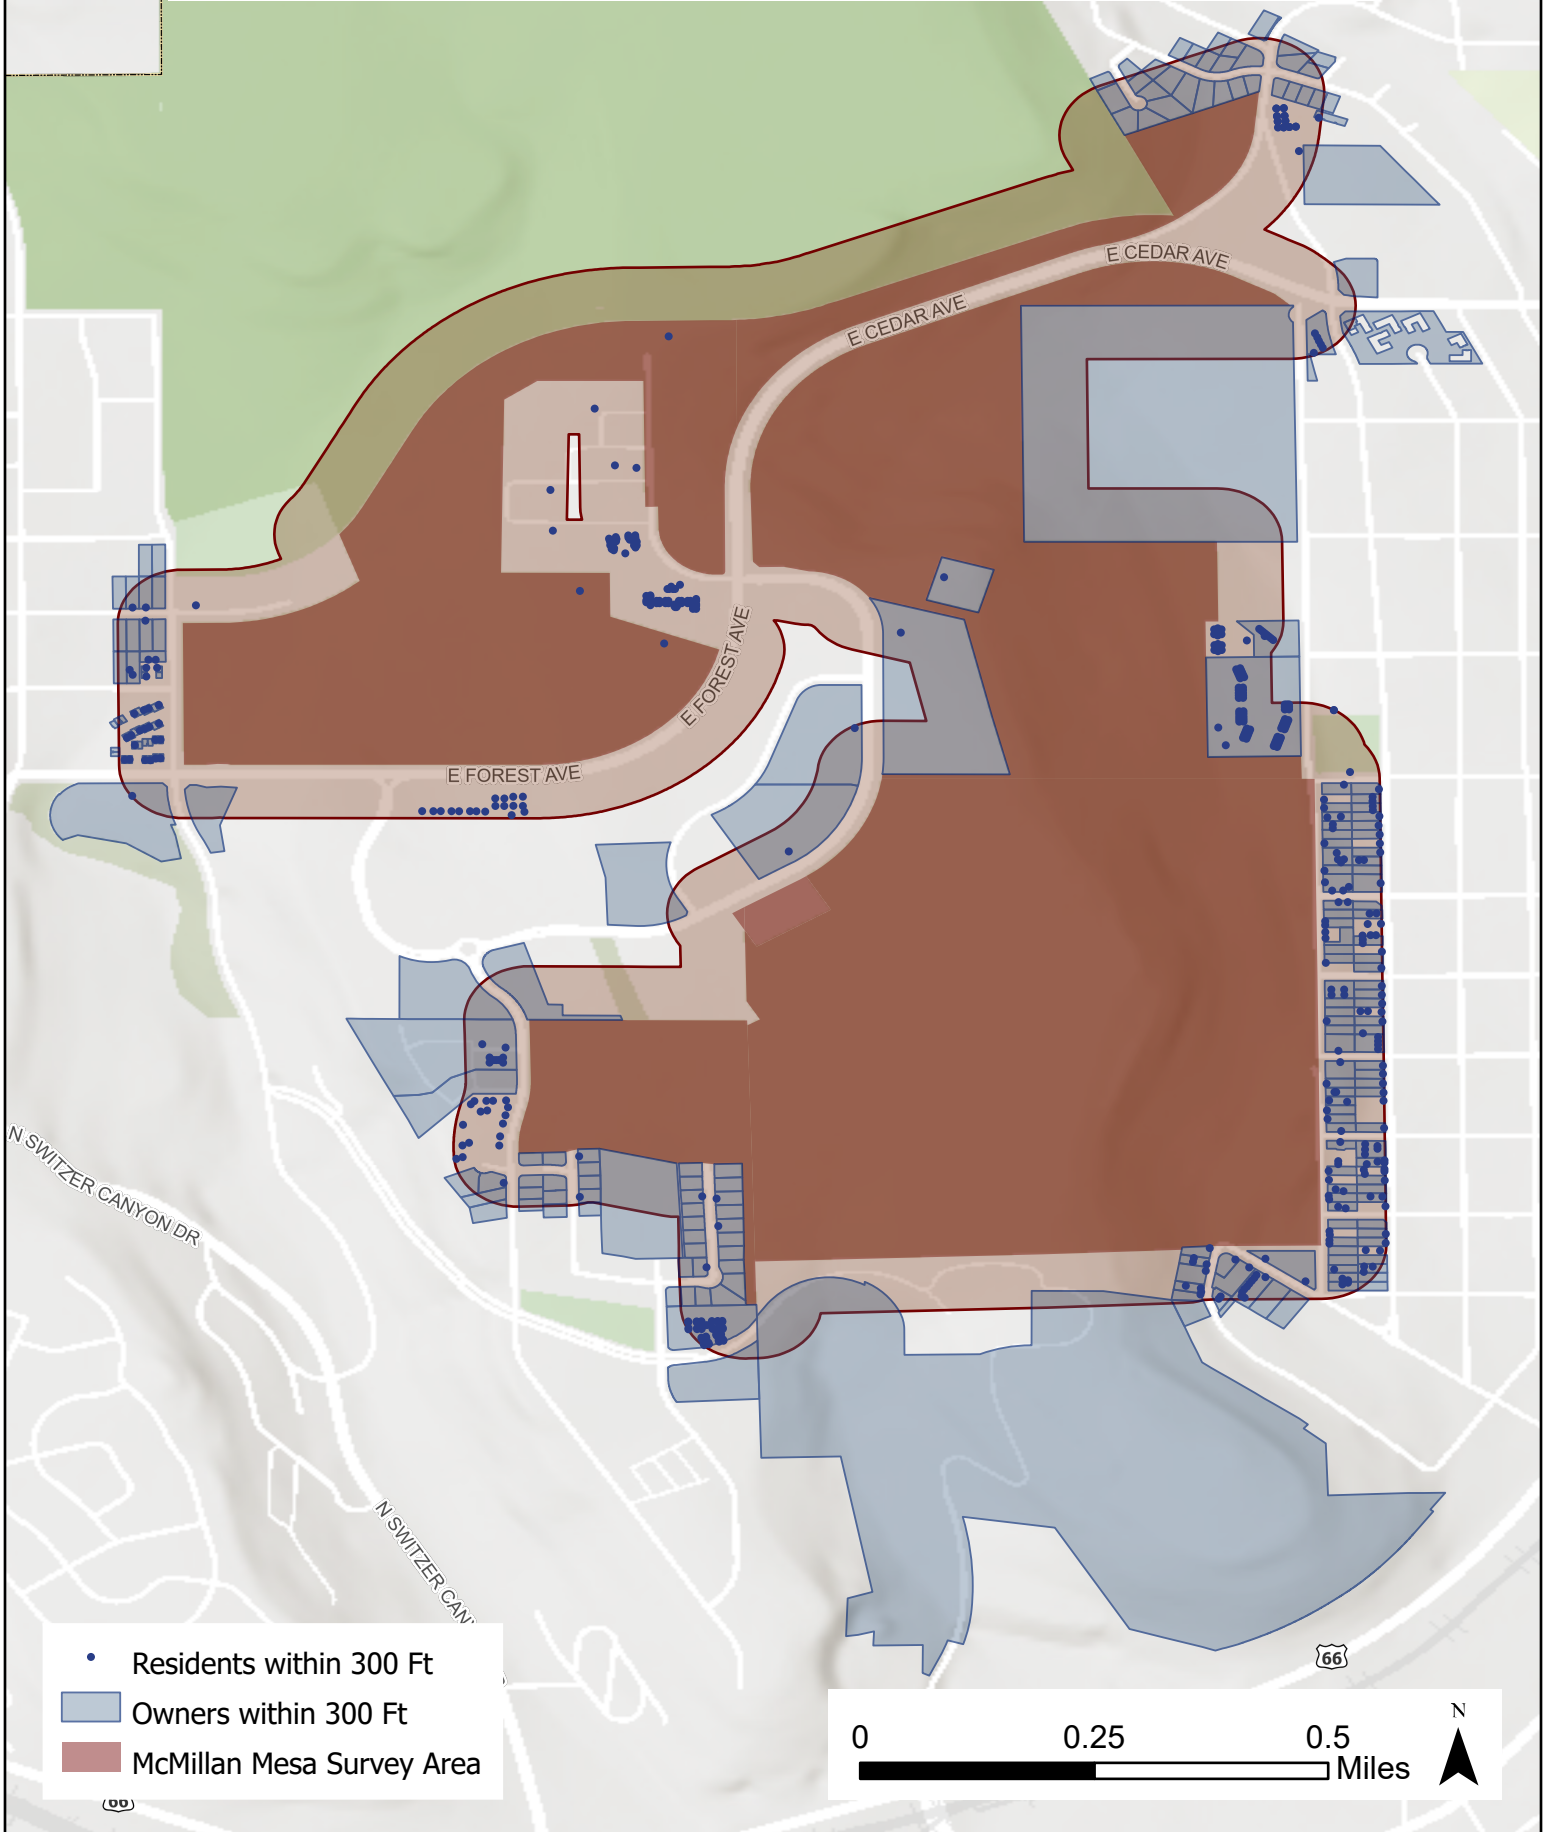 E CEDAR AVE
E CEDAR AVE
E FOREST AVE
E FOREST AVE
N SWITZER CANYON DR
N SWITZER CAN
Residents within 300 Ft
Owners within 300 Ft
McMillan Mesa Survey Area
66
66
N
0 0.25 0.5
Miles